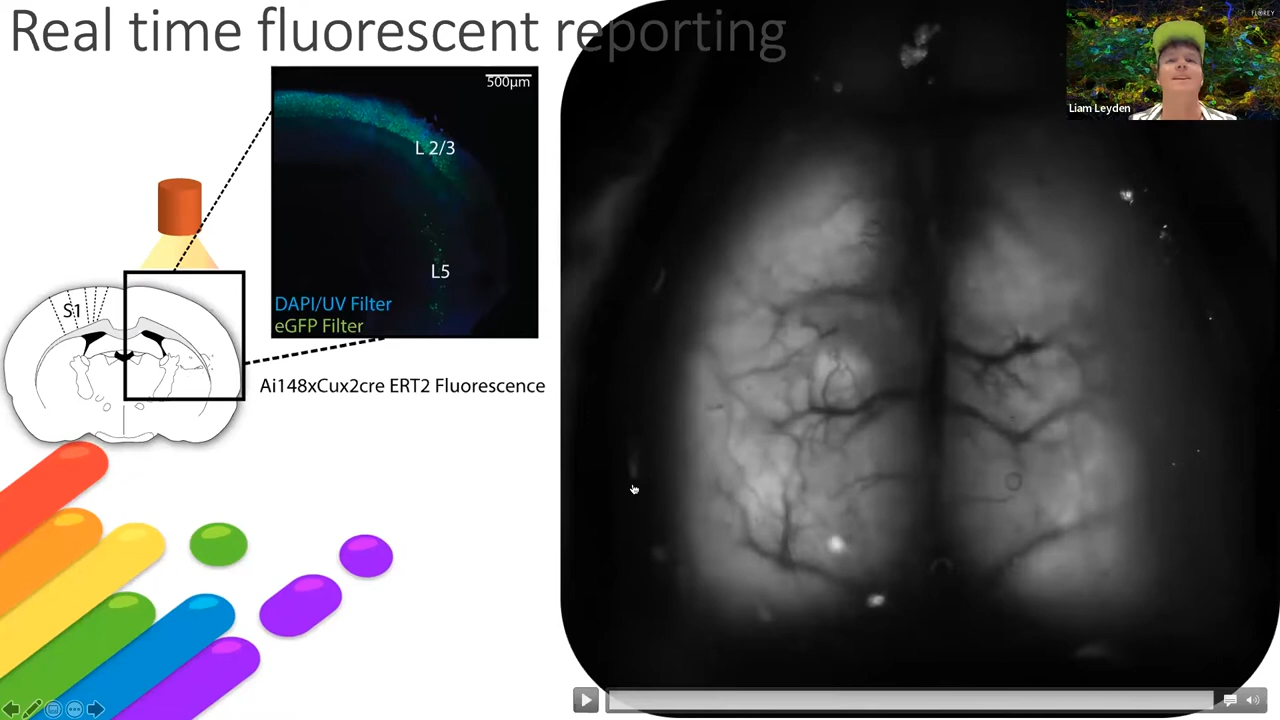 Real time fluorescent reporting
500µm
L 2/3
L5
DAPI/UV Filter
eGFP Filter
S1
Ai148xCux2cre ERT2 Fluorescence
FLOREY
Liam Leyden